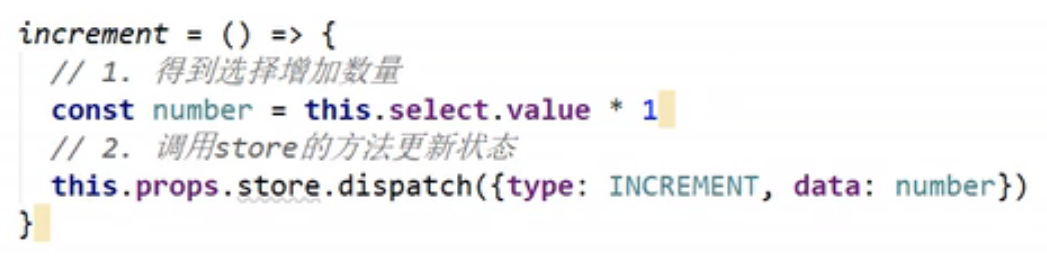 increment = () => {
// 1. 得到选择增加数量
const number = this.select.value * 1
// 2. 调用store的方法更新状态
this.props.store.dispatch({type: INCREMENT, data: number})
}